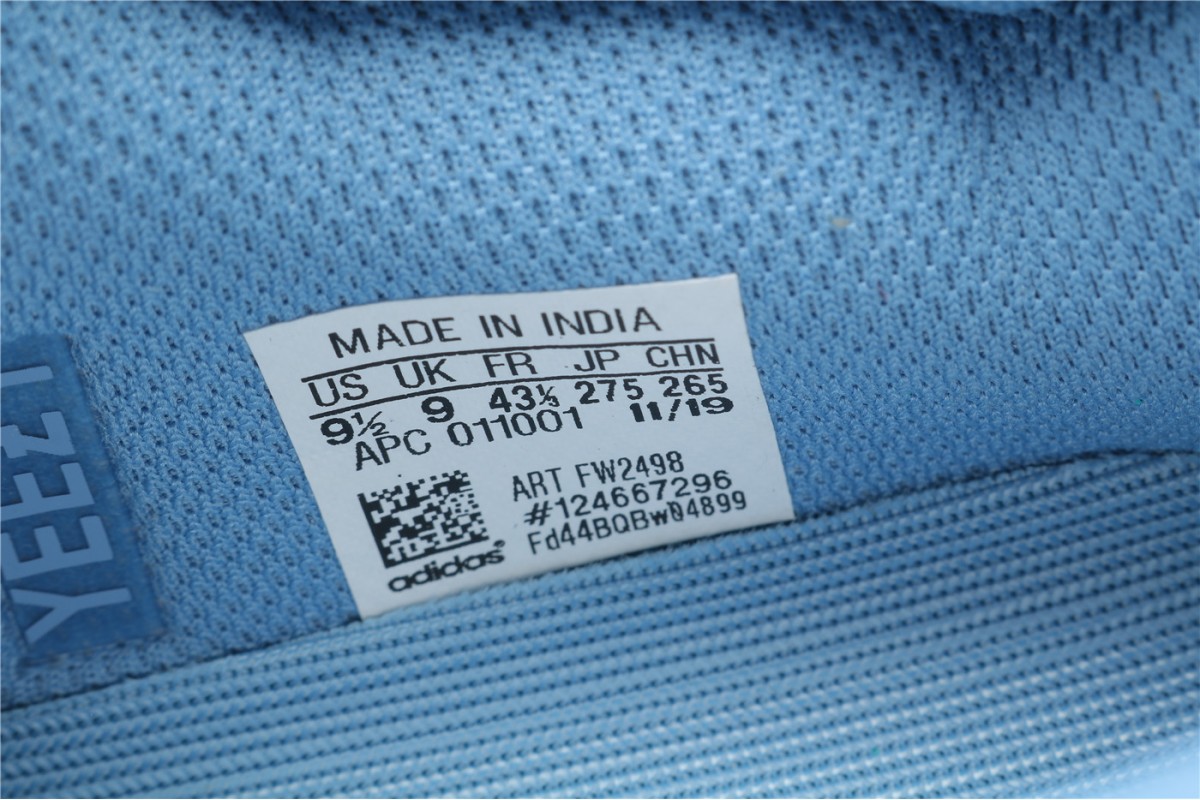 MADE IN INDIA
US UK FR JP CHN
9½ 9 43⅓ 275 265
APC 011001 11/19
ART FW2498
#124667296
Fd44BQBw04899
adidas®
YEEZY